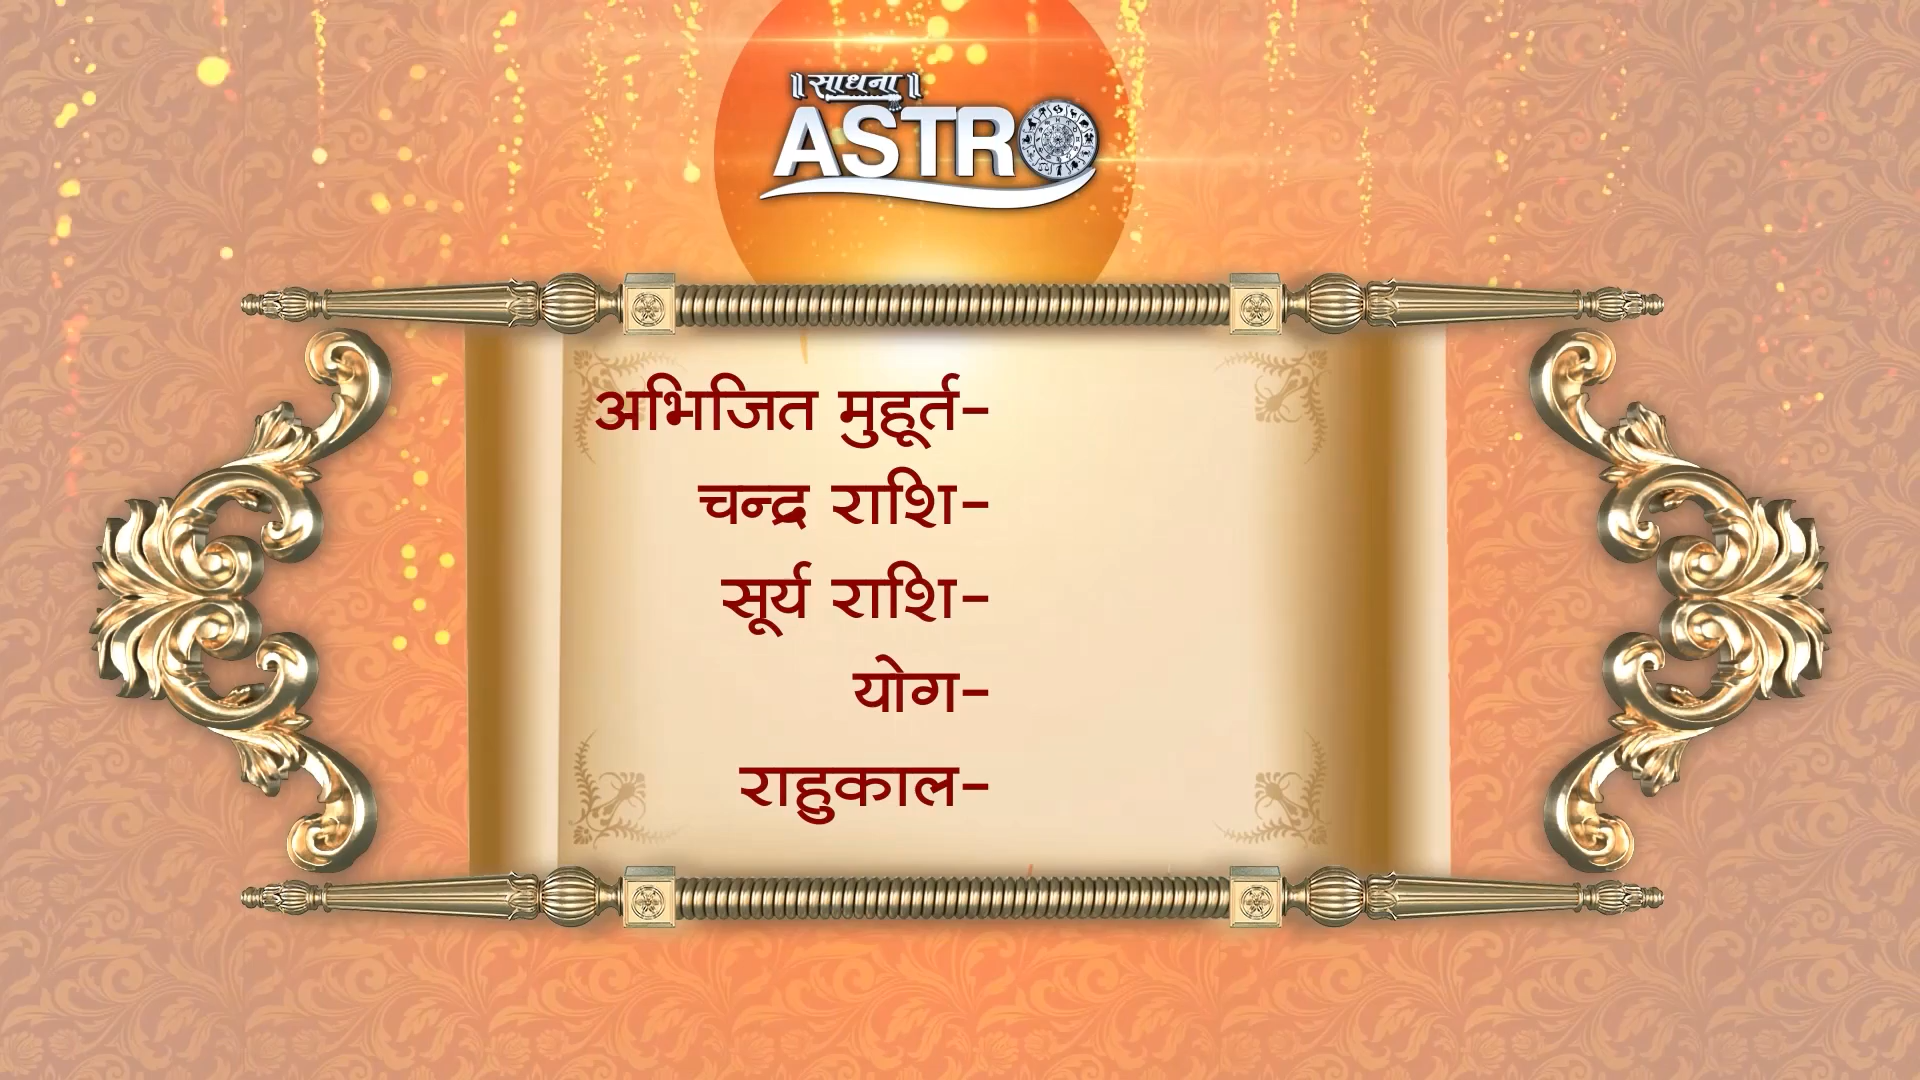 ॥ साधना ॥
ASTRO
अभिजित मुहूर्त-
चन्द्र राशि-
सूर्य राशि-
योग-
राहुकाल-